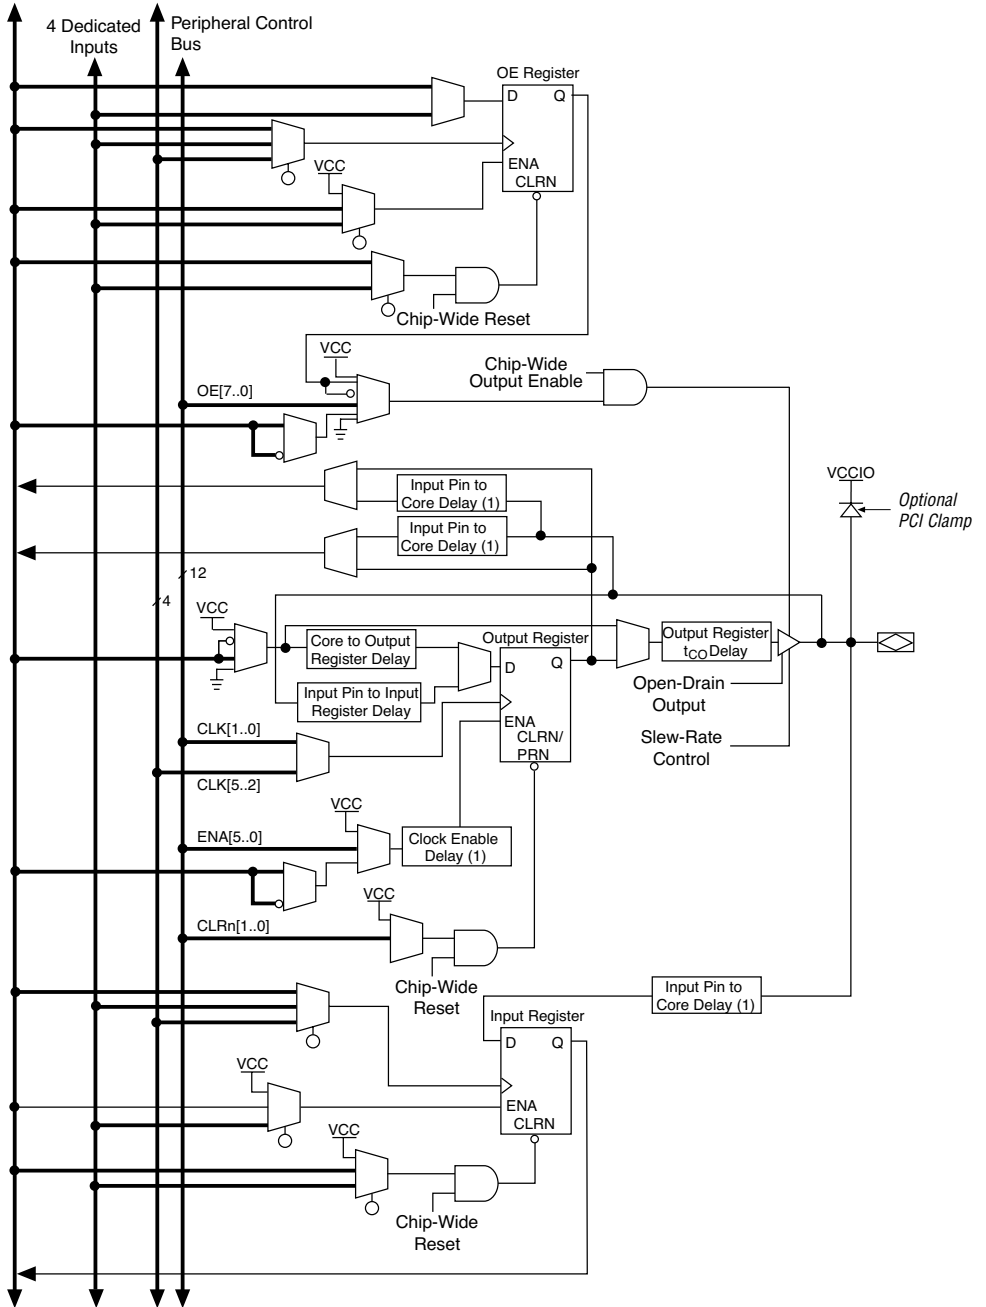 4 Dedicated
Inputs
Peripheral Control
Bus
OE Register
D Q
ENA
CLRN
VCC
Chip-Wide Reset
VCC
OE[7..0]
Chip-Wide
Output Enable
Input Pin to
Core Delay (1)
Input Pin to
Core Delay (1)
VCCIO
Optional
PCI Clamp
12
4
VCC
Core to Output
Register Delay
Input Pin to Input
Register Delay
Output Register
D Q
ENA
CLRN/
PRN
Output Register
tCO Delay
Open-Drain
Output
Slew-Rate
Control
CLK[1..0]
CLK[5..2]
VCC
ENA[5..0]
Clock Enable
Delay (1)
VCC
CLRn[1..0]
Chip-Wide
Reset
Input Pin to
Core Delay (1)
Input Register
D Q
ENA
CLRN
VCC
VCC
Chip-Wide
Reset